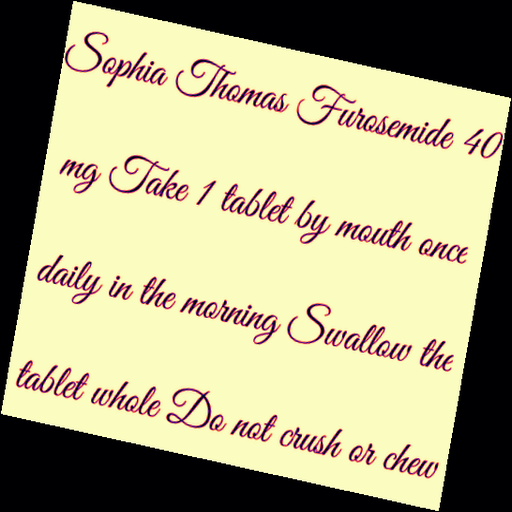 Sophia Thomas Furosemide 40
mg Take 1 tablet by mouth once
daily in the morning Swallow the
tablet whole Do not crush or chew